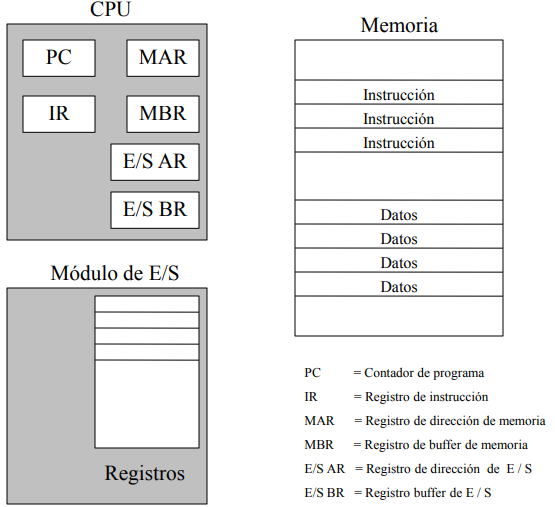 CPU
PC
MAR
IR
MBR
E/S AR
E/S BR
Memoria
Instrucción
Instrucción
Instrucción
Datos
Datos
Datos
Datos
Módulo de E/S
Registros
PC = Contador de programa
IR = Registro de instrucción
MAR = Registro de dirección de memoria
MBR = Registro de buffer de memoria
E/S AR = Registro de dirección de E / S
E/S BR = Registro buffer de E / S